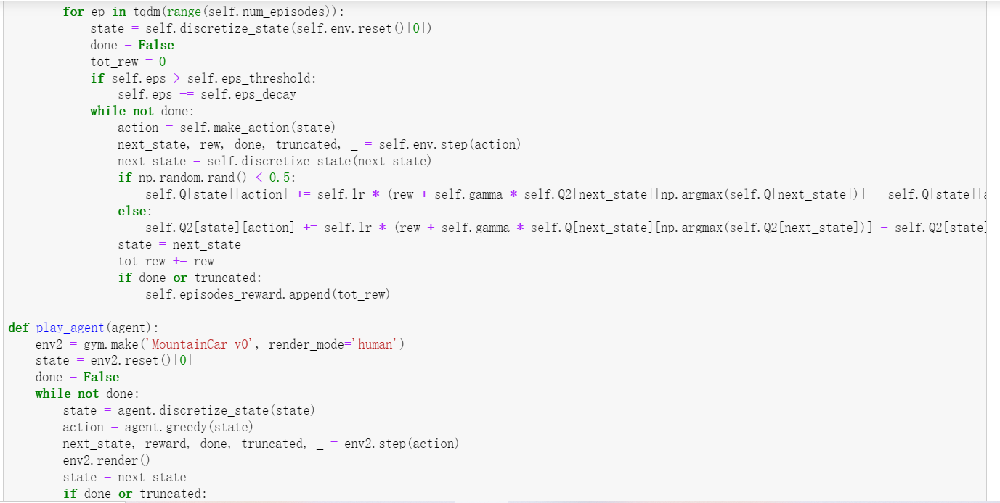 for ep in tqdm(range(self.num_episodes)):
state = self.discretize_state(self.env.reset()[0])
done = False
tot_rew = 0
if self.eps > self.eps_threshold:
self.eps -= self.eps_decay
while not done:
action = self.make_action(state)
next_state, rew, done, truncated, _ = self.env.step(action)
next_state = self.discretize_state(next_state)
if np.random.rand() < 0.5:
self.Q[state][action] += self.lr * (rew + self.gamma * self.Q2[next_state][np.argmax(self.Q[next_state])] - self.Q[state][
else:
self.Q2[state][action] += self.lr * (rew + self.gamma * self.Q[next_state][np.argmax(self.Q2[next_state])] - self.Q2[state]
state = next_state
tot_rew += rew
if done or truncated:
self.episodes_reward.append(tot_rew)
def play_agent(agent):
env2 = gym.make('MountainCar-v0', render_mode='human')
state = env2.reset()[0]
done = False
while not done:
state = agent.discretize_state(state)
action = agent.greedy(state)
next_state, reward, done, truncated, _ = env2.step(action)
env2.render()
state = next_state
if done or truncated: